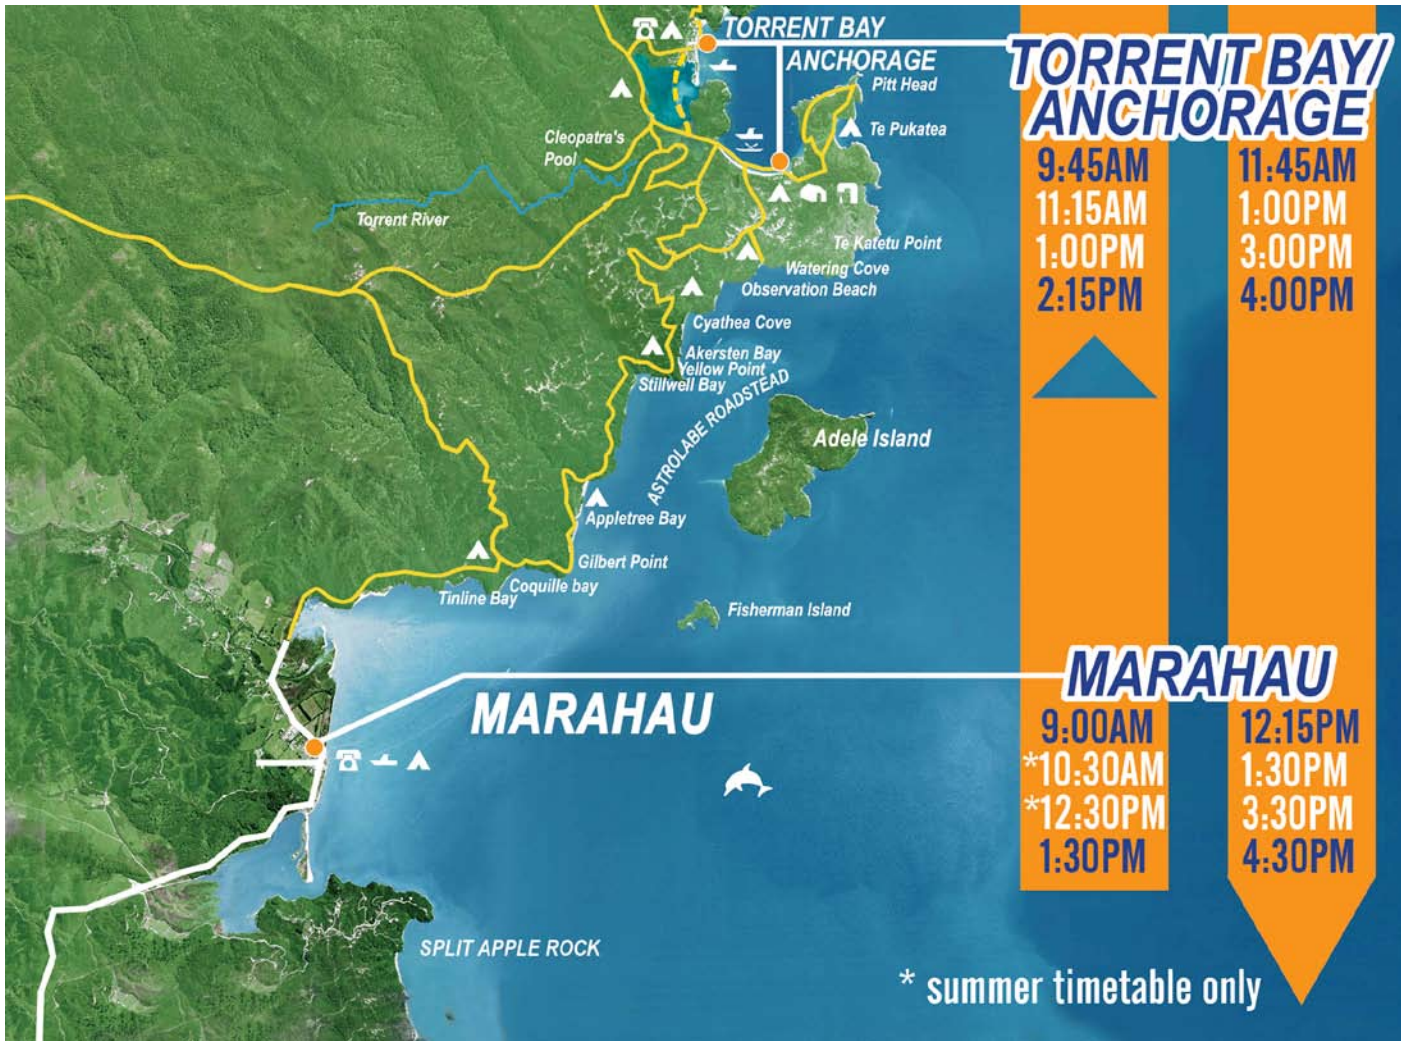 TORRENT BAY
ANCHORAGE
Pitt Head
Te Pukatea
Cleopatra's
Pool
Torrent River
Te Katetu Point
Watering Cove
Observation Beach
Cyathea Cove
Akersten Bay
Yellow Point
Stillwell Bay
ASTROLABE ROADSTEAD
Adele Island
Appletree Bay
Gilbert Point
Coquille bay
Tinline Bay
Fisherman Island
MARAHAU
SPLIT APPLE ROCK
TORRENT BAY/
ANCHORAGE
9:45AM 11:45AM
11:15AM 1:00PM
1:00PM 3:00PM
2:15PM 4:00PM
MARAHAU
9:00AM 12:15PM
*10:30AM 1:30PM
*12:30PM 3:30PM
1:30PM 4:30PM
* summer timetable only